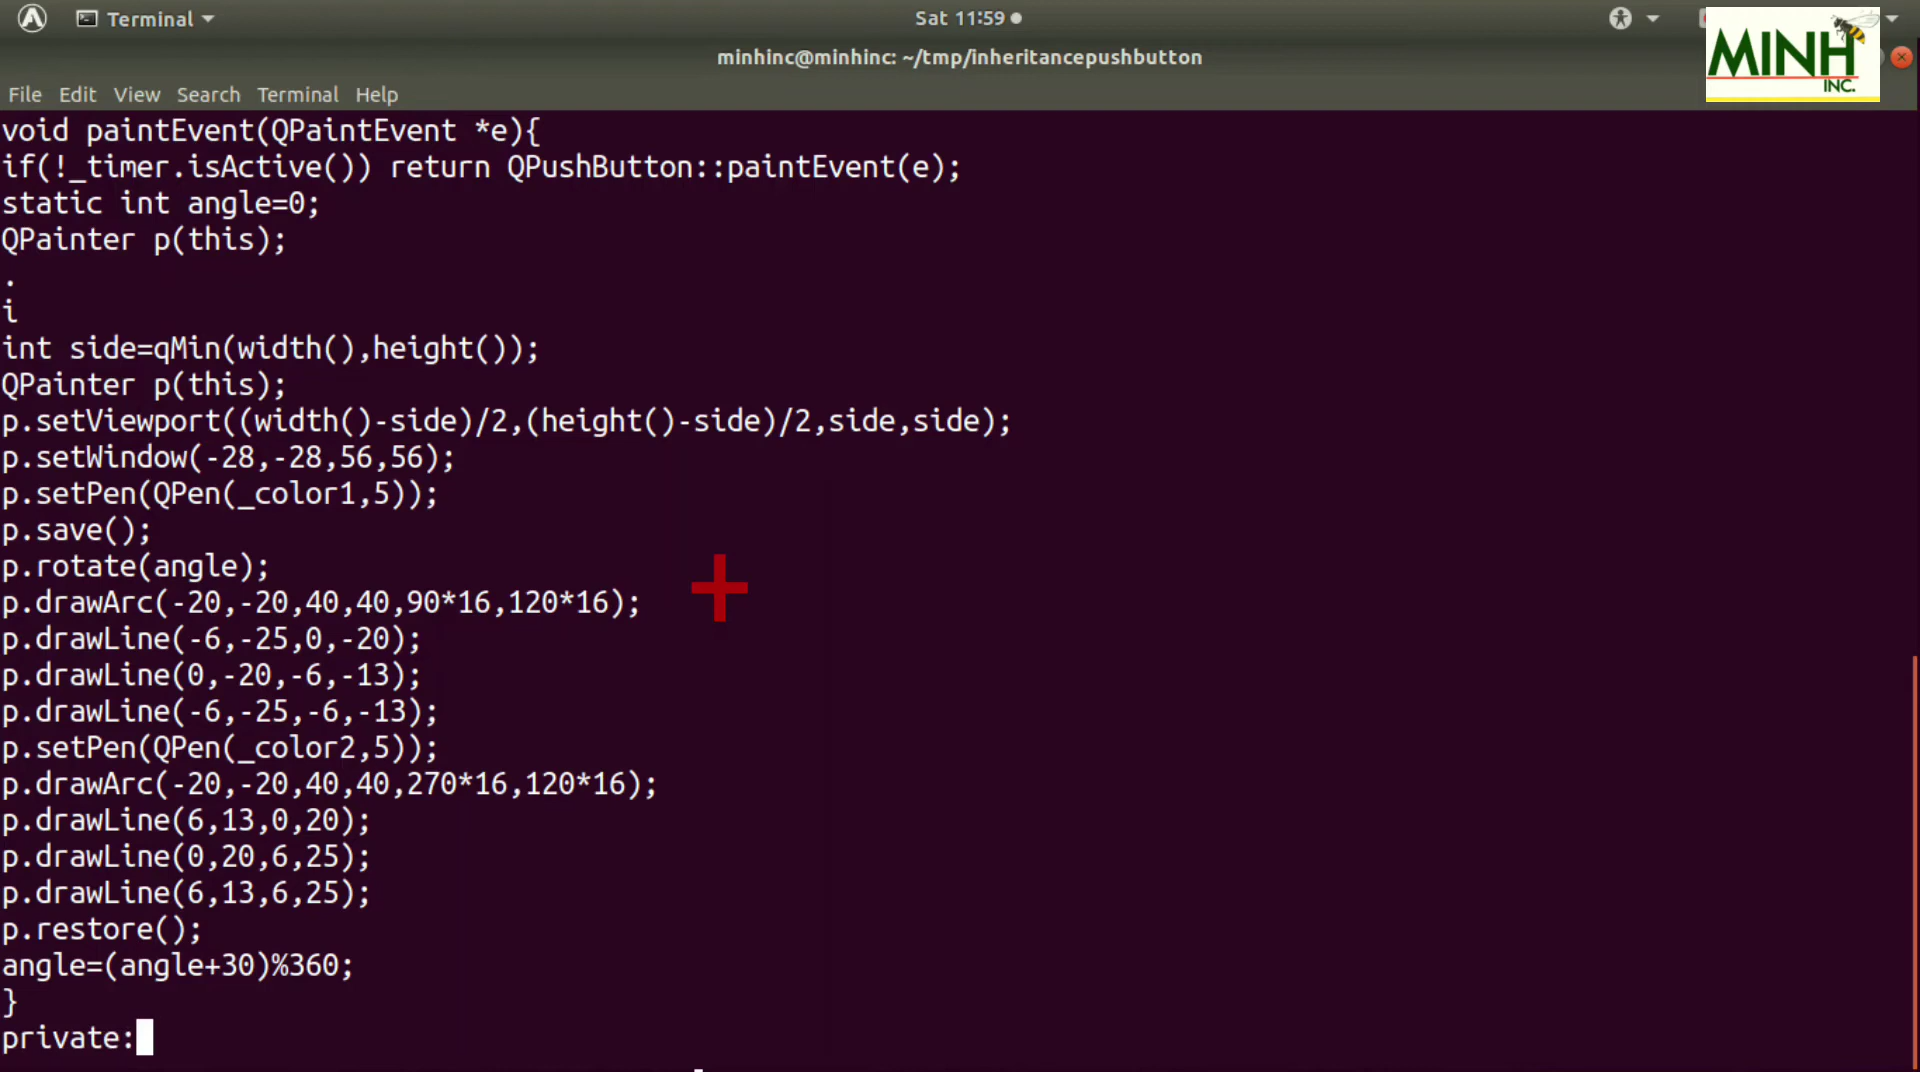 Terminal
Sat 11:59
minhinc@minhinc: ~/tmp/inheritancepushbutton
MINH
INC.
File Edit View Search Terminal Help
void paintEvent(QPaintEvent *e){
if(!_timer.isActive()) return QPushButton::paintEvent(e);
static int angle=0;
QPainter p(this);
.
i
int side=qMin(width(),height());
QPainter p(this);
p.setViewport((width()-side)/2,(height()-side)/2,side,side);
p.setWindow(-28,-28,56,56);
p.setPen(QPen(_color1,5));
p.save();
p.rotate(angle);
p.drawArc(-20,-20,40,40,90*16,120*16);
p.drawLine(-6,-25,0,-20);
p.drawLine(0,-20,-6,-13);
p.drawLine(-6,-25,-6,-13);
p.setPen(QPen(_color2,5));
p.drawArc(-20,-20,40,40,270*16,120*16);
p.drawLine(6,13,0,20);
p.drawLine(0,20,6,25);
p.drawLine(6,13,6,25);
p.restore();
angle=(angle+30)%360;
}
private: